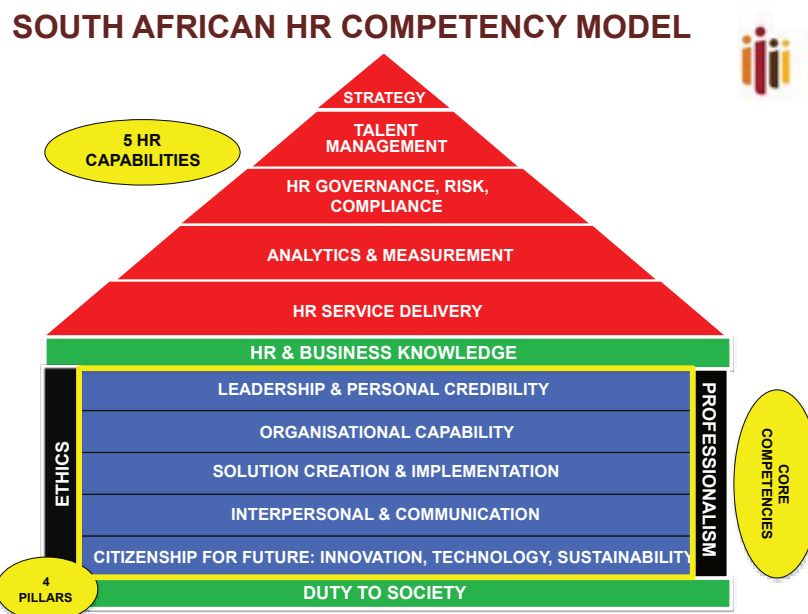 SOUTH AFRICAN HR COMPETENCY MODEL
STRATEGY
5 HR
CAPABILITIES
TALENT
MANAGEMENT
HR GOVERNANCE, RISK,
COMPLIANCE
ANALYTICS & MEASUREMENT
HR SERVICE DELIVERY
HR & BUSINESS KNOWLEDGE
ETHICS
LEADERSHIP & PERSONAL CREDIBILITY
ORGANISATIONAL CAPABILITY
SOLUTION CREATION & IMPLEMENTATION
INTERPERSONAL & COMMUNICATION
CITIZENSHIP FOR FUTURE: INNOVATION, TECHNOLOGY, SUSTAINABILITY
PROFESSIONALISM
CORE
COMPETENCIES
4
PILLARS
DUTY TO SOCIETY